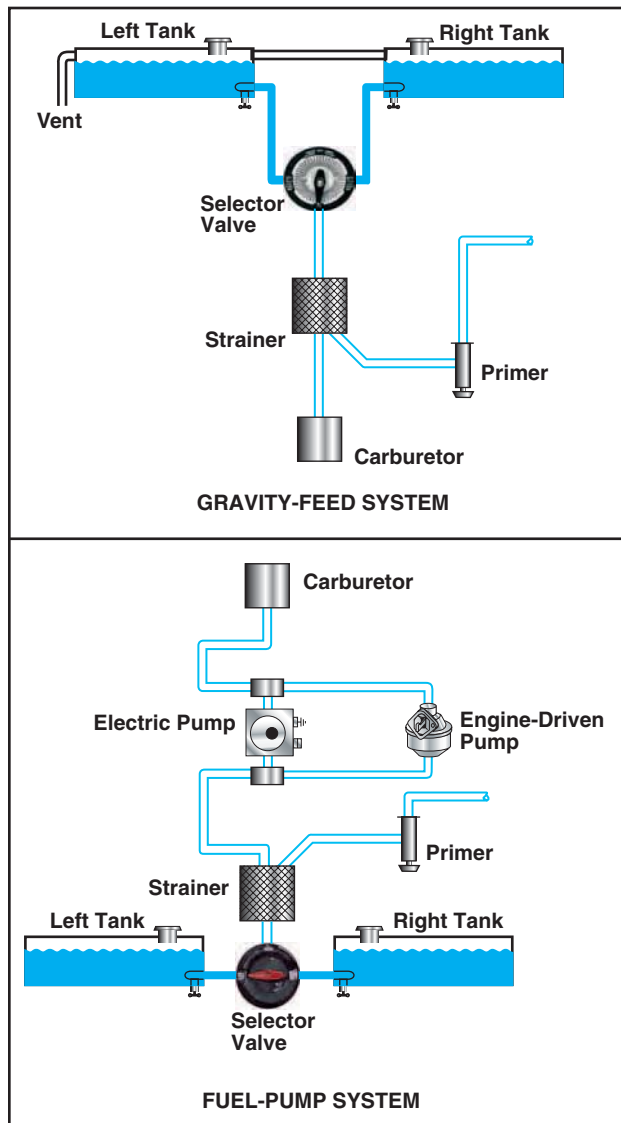 Left Tank
Right Tank
Vent
Selector
Valve
Strainer
Primer
Carburetor
GRAVITY-FEED SYSTEM
Carburetor
Electric Pump
Engine-Driven
Pump
Primer
Strainer
Left Tank
Right Tank
Selector
Valve
FUEL-PUMP SYSTEM